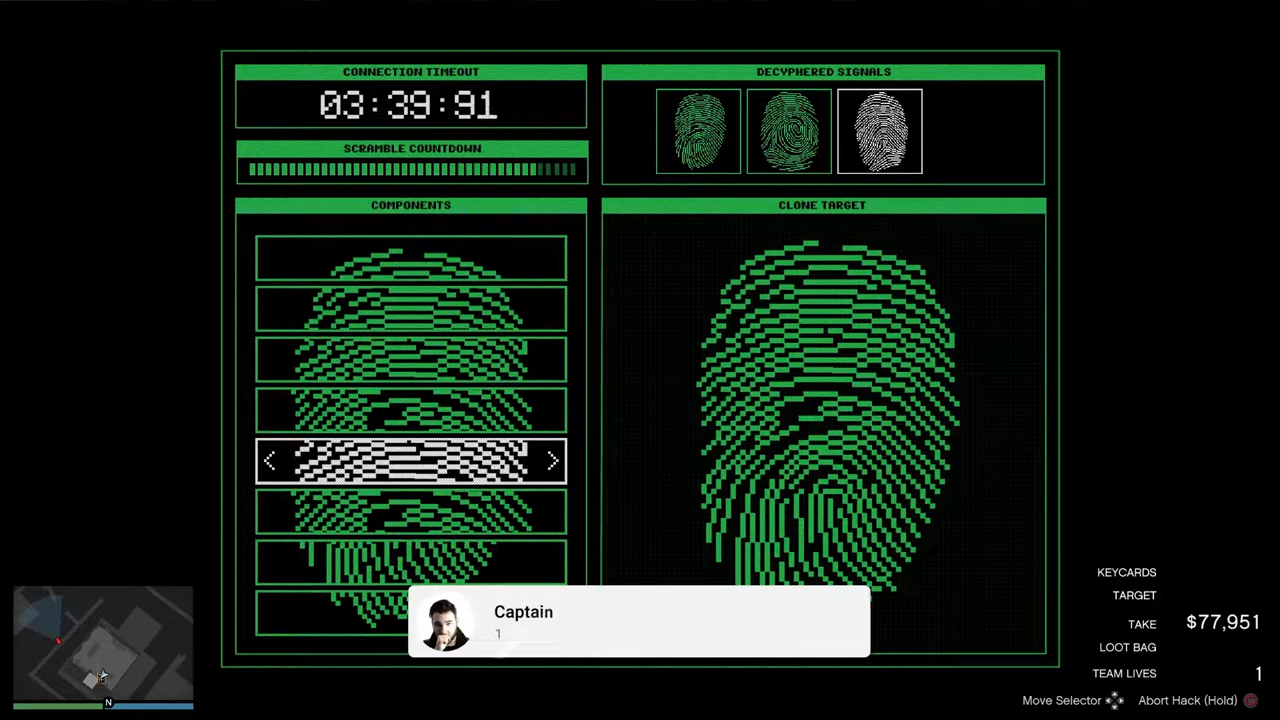 CONNECTION TIMEOUT
03:39:91
DECYPHERED SIGNALS
SCRAMBLE COUNTDOWN
COMPONENTS
CLONE TARGET
<
>
Captain
1
N
KEYCARDS
TARGET
TAKE $77,951
LOOT BAG
TEAM LIVES 1
Move Selector
Abort Hack (Hold)